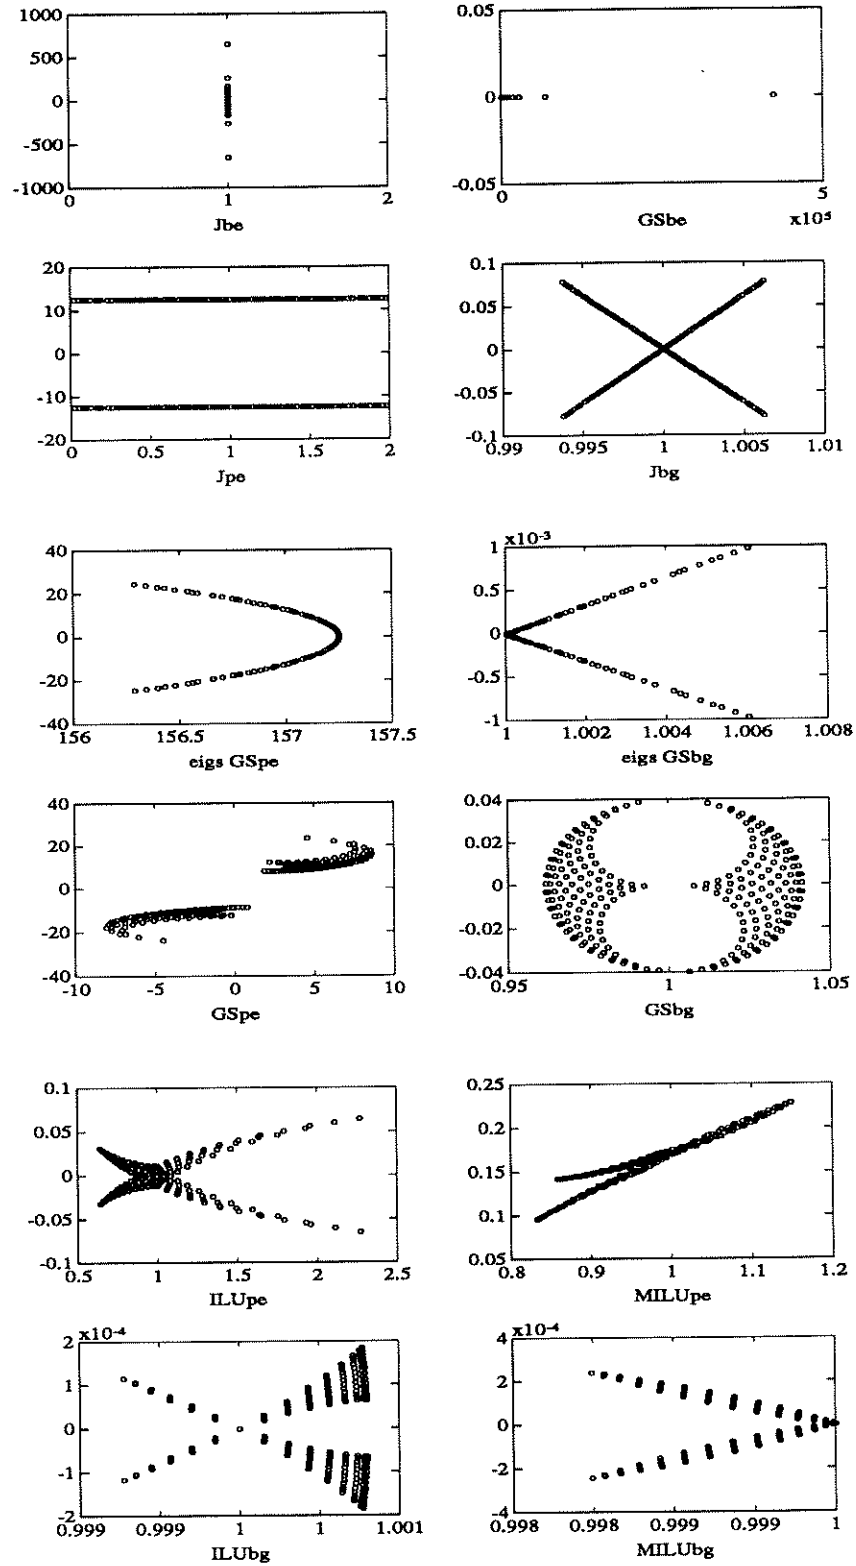 1000
500
0
-500
-1000
0 1 2
Jbe
0.05
0
-0.05
0 5
GSbe x10⁵
20
10
0
-10
-20
0 0.5 1 1.5 2
Jpe
0.1
0.05
0
-0.05
-0.1
0.99 0.995 1 1.005 1.01
Jbg
40
20
0
-20
-40
156 156.5 157 157.5
eigs GSpe
x10⁻³
1
0.5
0
-0.5
-1
1 1.002 1.004 1.006 1.008
eigs GSbg
40
20
0
-20
-40
-10 -5 0 5 10
GSpe
0.04
0.02
0
-0.02
-0.04
0.95 1 1.05
GSbg
0.1
0.05
0
-0.05
-0.1
0.5 1 1.5 2 2.5
ILUpe
0.25
0.2
0.15
0.1
0.05
0.8 0.9 1 1.1 1.2
MILUpe
x10⁻⁴
2
1
0
-1
-2
0.999 0.999 1 1 1.001
ILUbg
x10⁻⁴
4
2
0
-2
-4
0.998 0.998 0.999 0.999 1
MILUbg